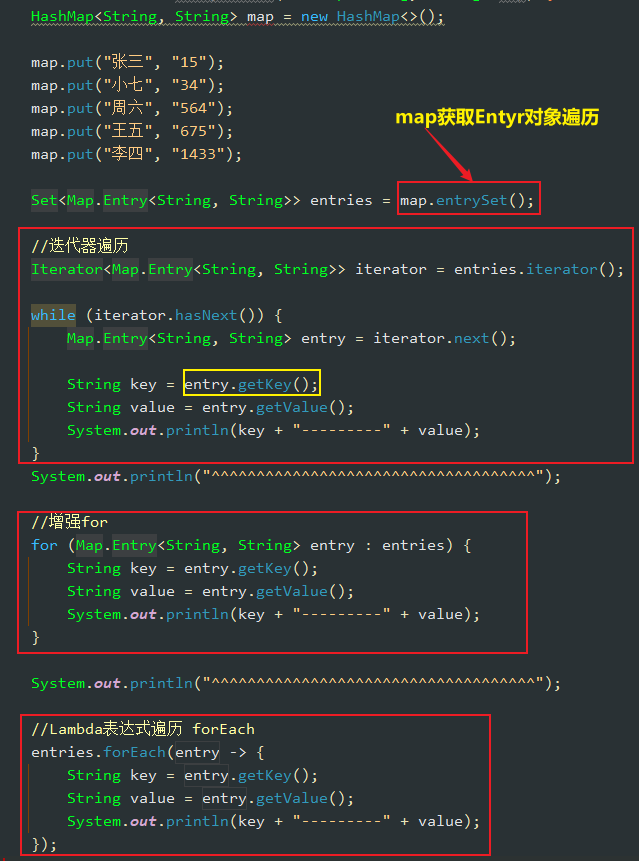 HashMap<String, String> map = new HashMap<>();
map.put("张三", "15");
map.put("小七", "34");
map.put("周六", "564");
map.put("王五", "675");
map.put("李四", "1433");
map获取Entyr对象遍历
Set<Map.Entry<String, String>> entries = map.entrySet();
//迭代器遍历
Iterator<Map.Entry<String, String>> iterator = entries.iterator();
while (iterator.hasNext()) {
Map.Entry<String, String> entry = iterator.next();
String key = entry.getKey();
String value = entry.getValue();
System.out.println(key + "---------" + value);
}
System.out.println("^^^^^^^^^^^^^^^^^^^^^^^^^^^^^^^^^^^^");
//增强for
for (Map.Entry<String, String> entry : entries) {
String key = entry.getKey();
String value = entry.getValue();
System.out.println(key + "---------" + value);
}
System.out.println("^^^^^^^^^^^^^^^^^^^^^^^^^^^^^^^^^^^^");
//Lambda表达式遍历 forEach
entries.forEach(entry -> {
String key = entry.getKey();
String value = entry.getValue();
System.out.println(key + "---------" + value);
});